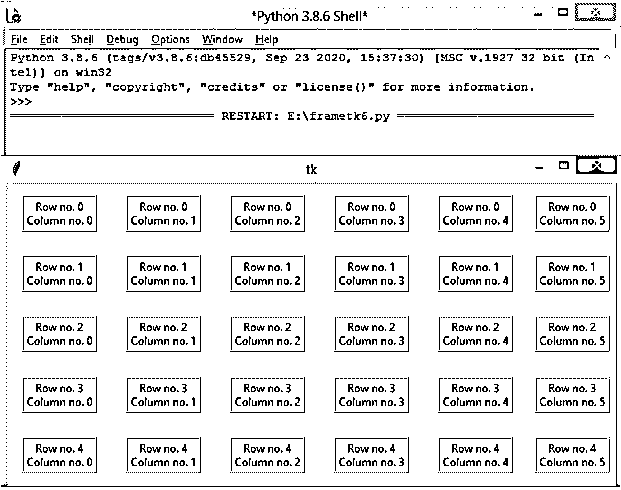 *Python 3.8.6 Shell*
File Edit Shell Debug Options Window Help
Python 3.8.6 (tags/v3.8.6:db45529, Sep 23 2020, 15:37:30) [MSC v.1927 32 bit (In
tel)] on win32
Type "help", "copyright", "credits" or "license()" for more information.
>>>
RESTART: E:\frametk6.py
tk
Row no. 0 Row no. 0 Row no. 0 Row no. 0 Row no. 0 Row no. 0
Column no. 0 Column no. 1 Column no. 2 Column no. 3 Column no. 4 Column no. 5
Row no. 1 Row no. 1 Row no. 1 Row no. 1 Row no. 1 Row no. 1
Column no. 0 Column no. 1 Column no. 2 Column no. 3 Column no. 4 Column no. 5
Row no. 2 Row no. 2 Row no. 2 Row no. 2 Row no. 2 Row no. 2
Column no. 0 Column no. 1 Column no. 2 Column no. 3 Column no. 4 Column no. 5
Row no. 3 Row no. 3 Row no. 3 Row no. 3 Row no. 3 Row no. 3
Column no. 0 Column no. 1 Column no. 2 Column no. 3 Column no. 4 Column no. 5
Row no. 4 Row no. 4 Row no. 4 Row no. 4 Row no. 4 Row no. 4
Column no. 0 Column no. 1 Column no. 2 Column no. 3 Column no. 4 Column no. 5